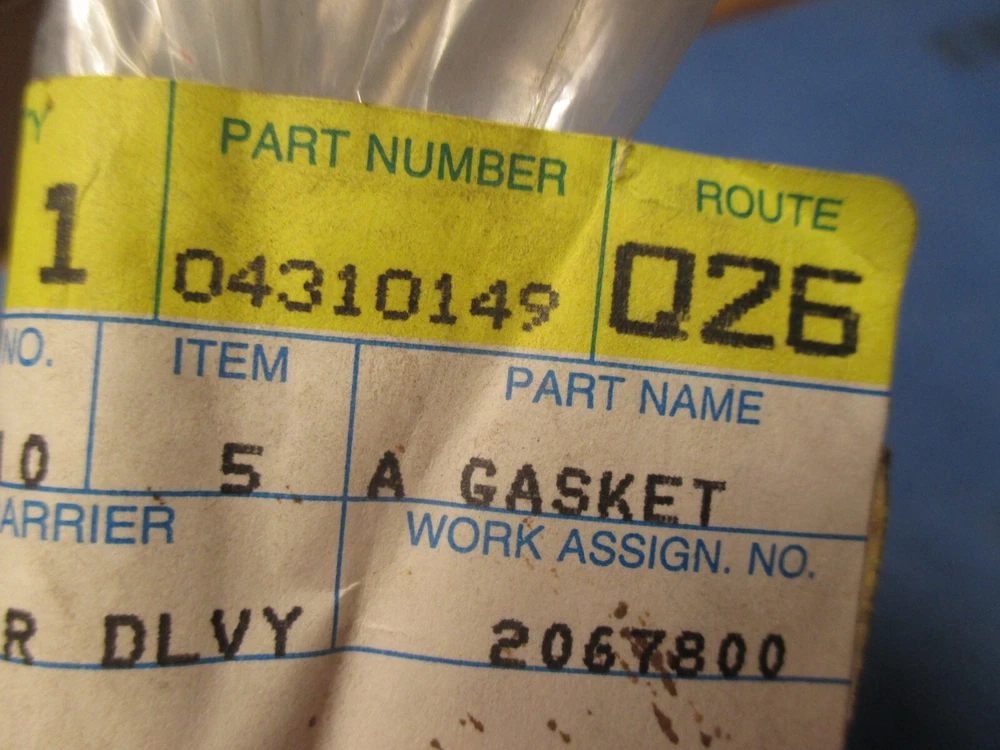 Y PART NUMBER ROUTE
1 04310149 Q26
NO. ITEM PART NAME
10 5 A GASKET
ARRIER WORK ASSIGN. NO.
R DLVY 2067800